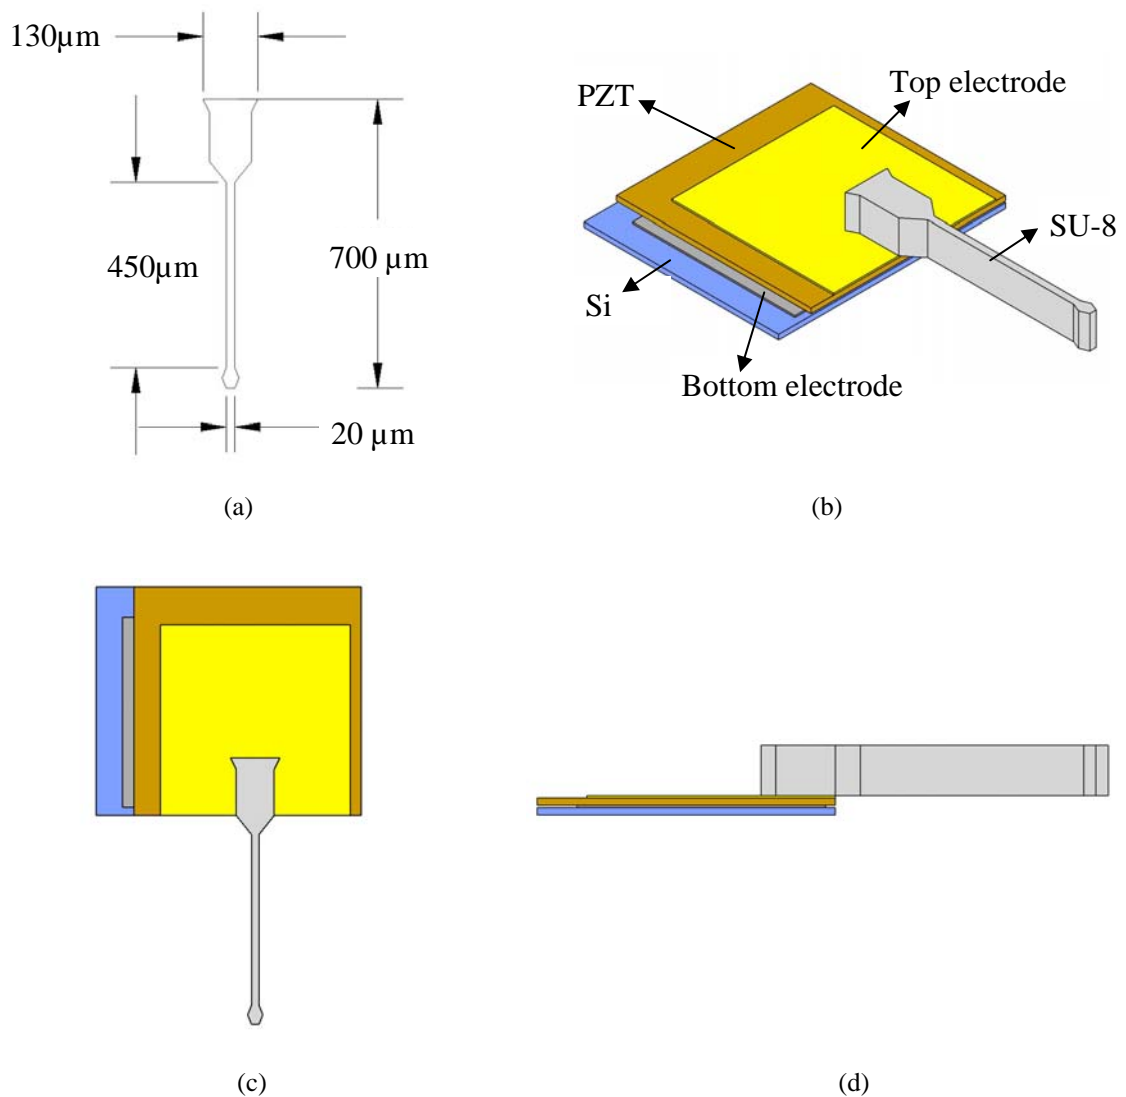 130µm
450µm
700 µm
20 µm
(a)
PZT
Top electrode
SU-8
Si
Bottom electrode
(b)
(c)
(d)